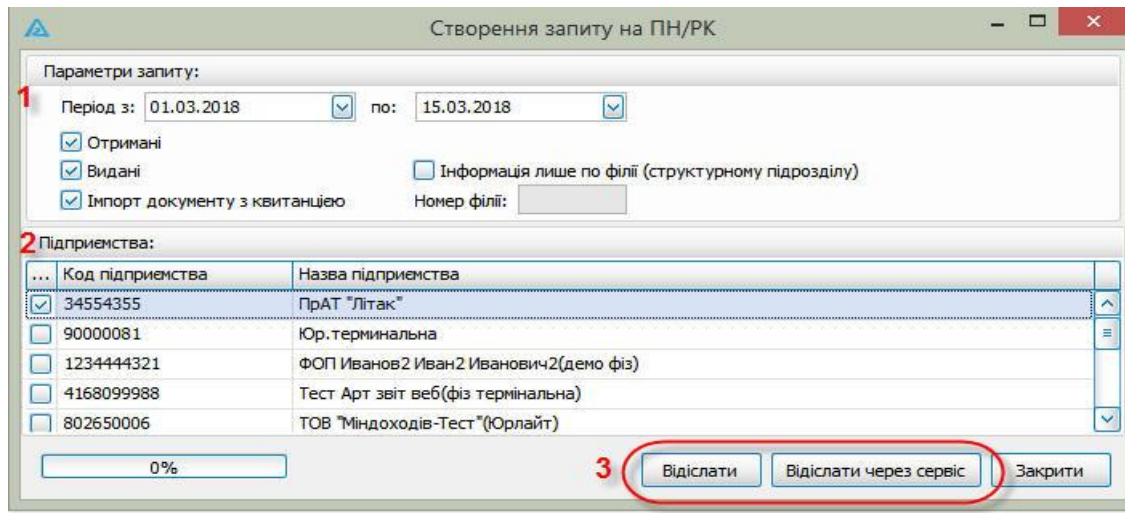 Створення запиту на ПН/РК
Параметри запиту:
1
Період з: 01.03.2018 по: 15.03.2018
Отримані
Видані Інформація лише по філії (структурному підрозділу)
Імпорт документу з квитанцією Номер філії:
2 Підприємства:
... Код підприємства Назва підприємства
34554355 ПрАТ "Літак"
90000081 Юр.терминальна
1234444321 ФОП Иванов2 Иван2 Иванович2(демо фіз)
4168099988 Тест Арт звіт веб(фіз термінальна)
802650006 ТОВ "Міндоходів-Тест"(Юрлайт)
0% 3 Відіслати Відіслати через сервіс Закрити